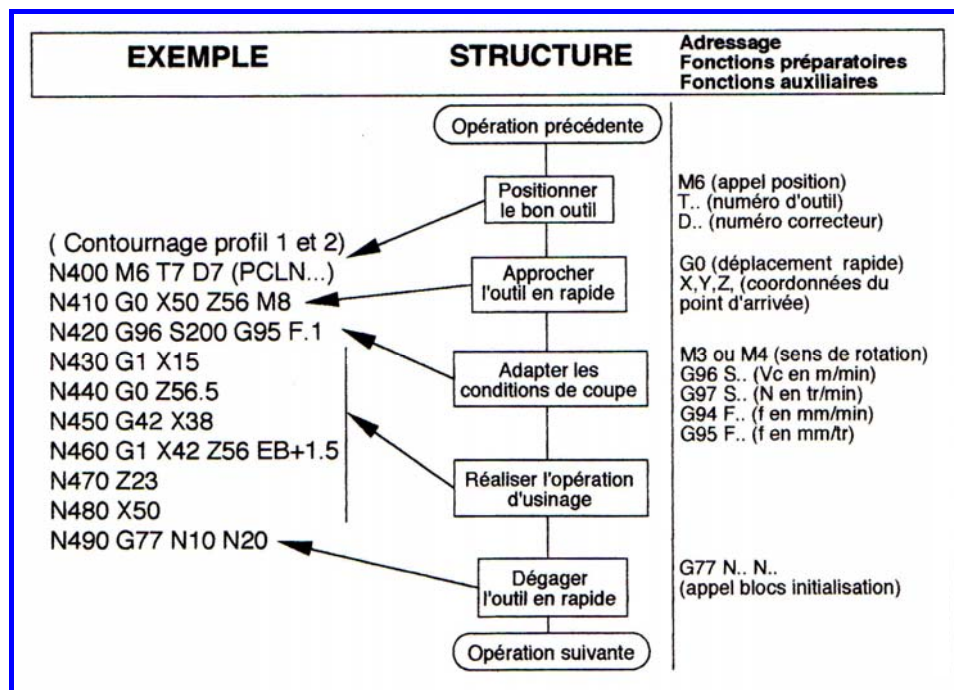 EXEMPLE
STRUCTURE
Adressage
Fonctions préparatoires
Fonctions auxiliaires
Opération précédente
Positionner
le bon outil
M6 (appel position)
T.. (numéro d'outil)
D.. (numéro correcteur)
( Contournage profil 1 et 2)
N400 M6 T7 D7 (PCLN...)
N410 G0 X50 Z56 M8
N420 G96 S200 G95 F.1
N430 G1 X15
N440 G0 Z56.5
N450 G42 X38
N460 G1 X42 Z56 EB+1.5
N470 Z23
N480 X50
N490 G77 N10 N20
Approcher
l'outil en rapide
G0 (déplacement rapide)
X,Y,Z, (coordonnées du
point d'arrivée)
Adapter les
conditions de coupe
M3 ou M4 (sens de rotation)
G96 S.. (Vc en m/min)
G97 S.. (N en tr/min)
G94 F.. (f en mm/min)
G95 F.. (f en mm/tr)
Réaliser l'opération
d'usinage
Dégager
l'outil en rapide
G77 N.. N..
(appel blocs initialisation)
Opération suivante